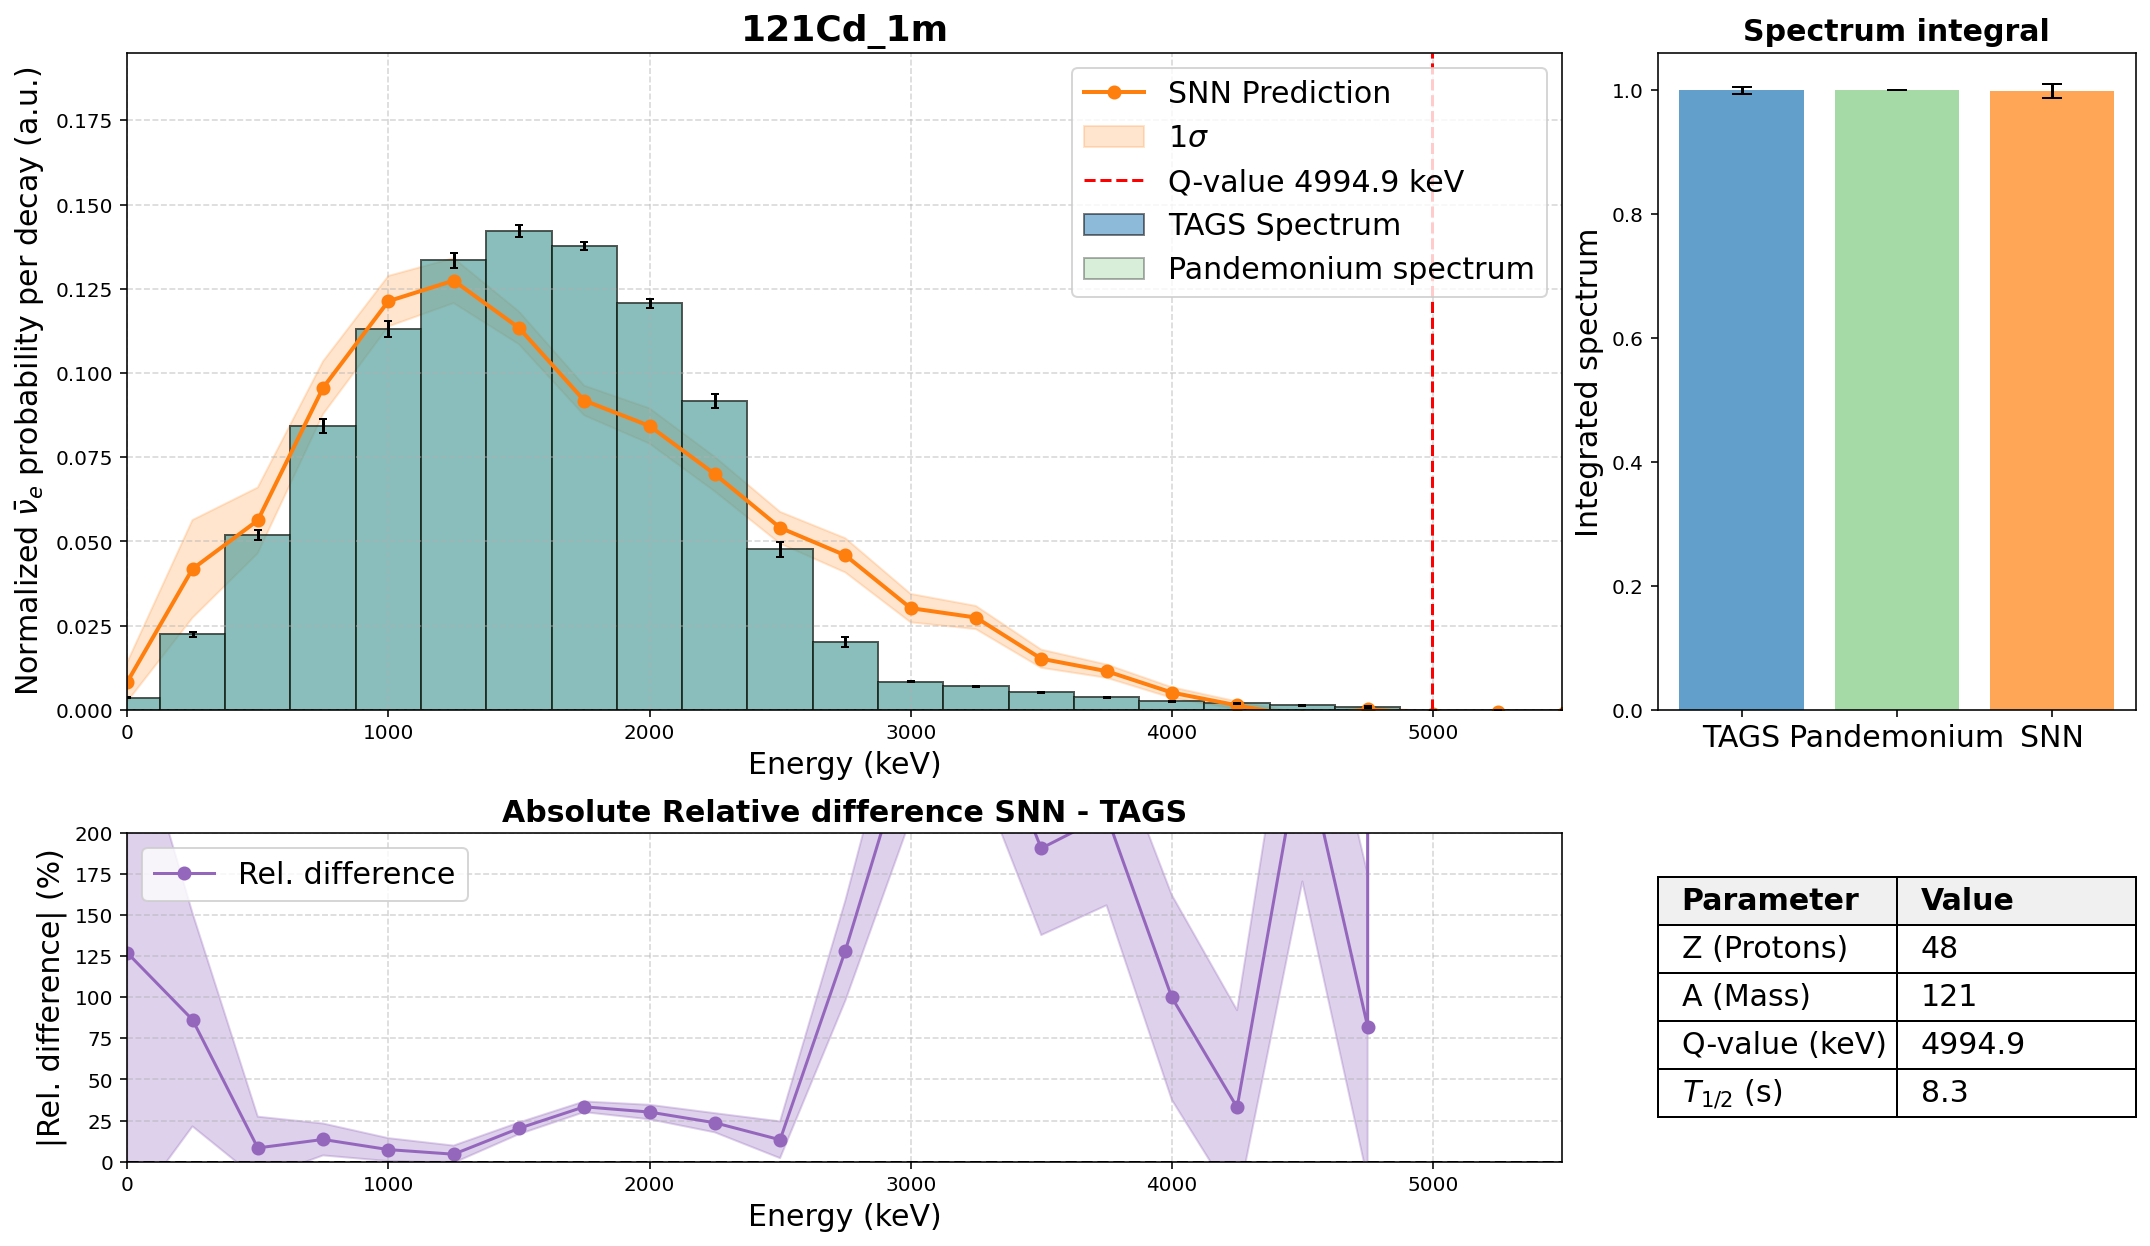 121Cd_1m
Normalized ν̄e probability per decay (a.u.)
0.175
0.150
0.125
0.100
0.075
0.050
0.025
0.000
0 1000 2000 3000 4000 5000
Energy (keV)
SNN Prediction
1σ
Q-value 4994.9 keV
TAGS Spectrum
Pandemonium spectrum
Spectrum integral
Integrated spectrum
1.0
0.8
0.6
0.4
0.2
0.0
TAGS Pandemonium SNN
Absolute Relative difference SNN - TAGS
|Rel. difference| (%)
200
175
150
125
100
75
50
25
0
Rel. difference
0 1000 2000 3000 4000 5000
Energy (keV)
Parameter Value
Z (Protons) 48
A (Mass) 121
Q-value (keV) 4994.9
T1/2 (s) 8.3